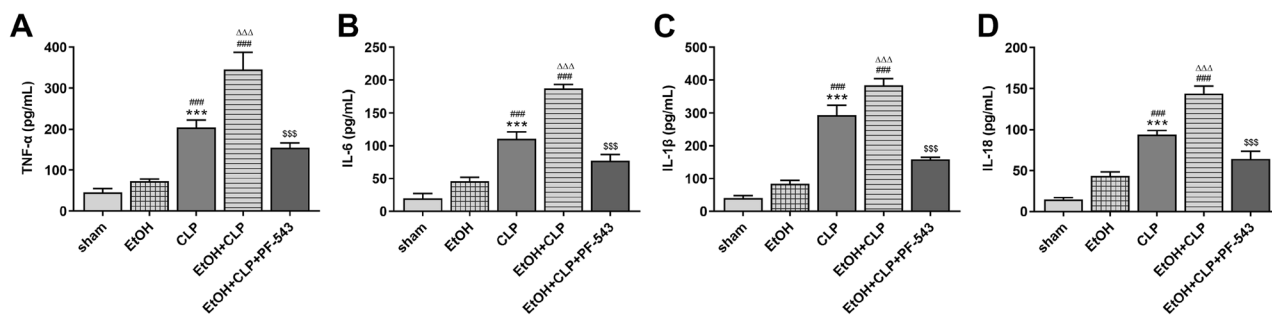 A
TNF-α (pg/mL)
400
300
200
100
0
###
***
ΔΔΔ
###
$$$
sham
EtOH
CLP
EtOH+CLP
EtOH+CLP+PF-543
B
IL-6 (pg/mL)
250
200
150
100
50
0
###
***
ΔΔΔ
###
$$$
sham
EtOH
CLP
EtOH+CLP
EtOH+CLP+PF-543
C
IL-1β (pg/mL)
500
400
300
200
100
0
###
***
ΔΔΔ
###
$$$
sham
EtOH
CLP
EtOH+CLP
EtOH+CLP+PF-543
D
IL-18 (pg/mL)
200
150
100
50
0
###
***
ΔΔΔ
###
$$$
sham
EtOH
CLP
EtOH+CLP
EtOH+CLP+PF-543